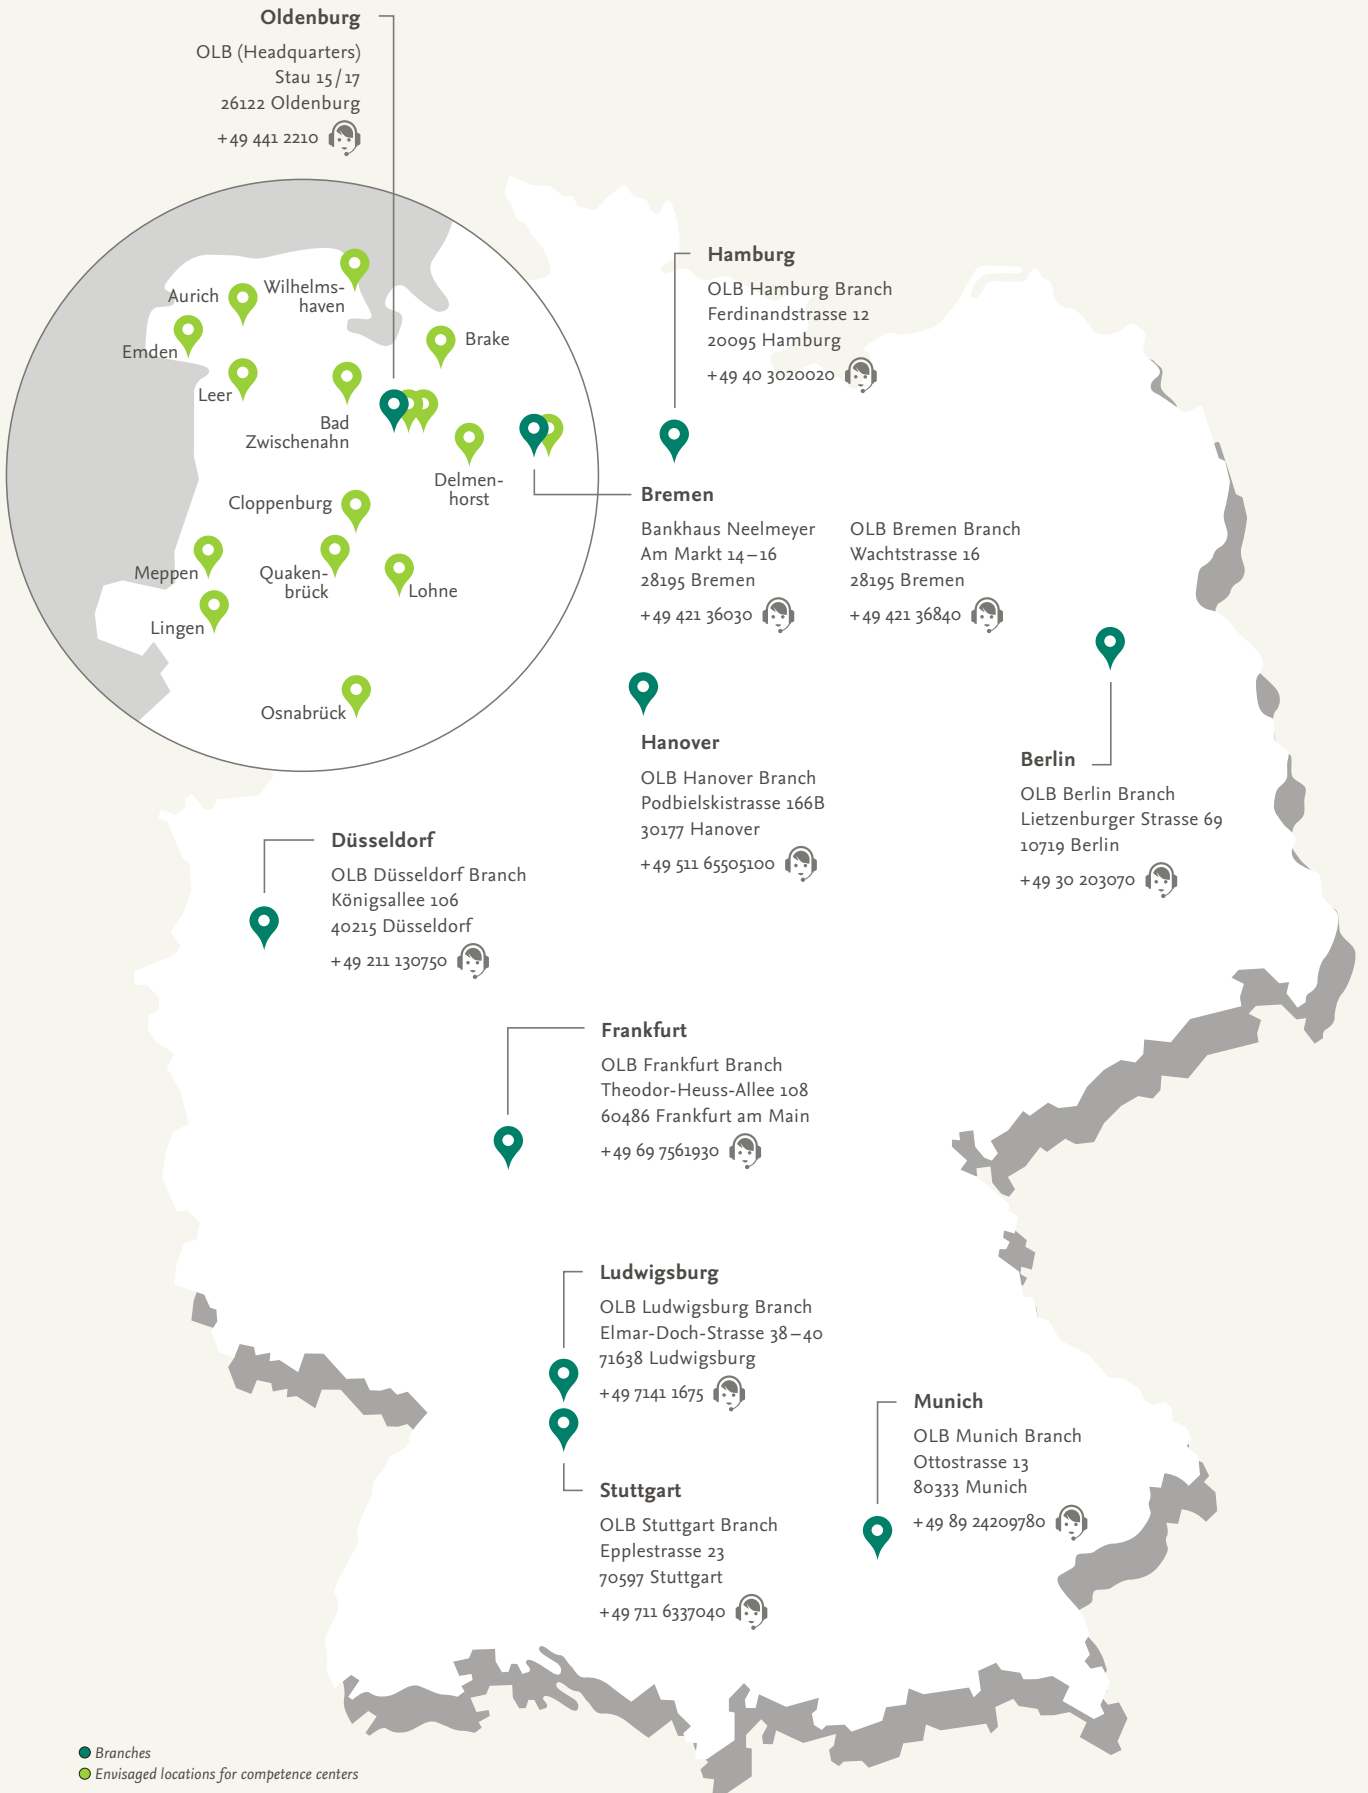 Oldenburg
OLB (Headquarters)
Stau 15/17
26122 Oldenburg
+49 441 2210
Wilhelms-
haven
Aurich
Emden
Brake
Leer
Bad
Zwischenahn
Delmen-
horst
Cloppenburg
Meppen
Quaken-
brück
Lohne
Lingen
Osnabrück
Hamburg
OLB Hamburg Branch
Ferdinandstrasse 12
20095 Hamburg
+49 40 3020020
Bremen
Bankhaus Neelmeyer
Am Markt 14–16
28195 Bremen
+49 421 36030
OLB Bremen Branch
Wachtstrasse 16
28195 Bremen
+49 421 36840
Hanover
OLB Hanover Branch
Podbielskistrasse 166B
30177 Hanover
+49 511 65505100
Berlin
OLB Berlin Branch
Lietzenburger Strasse 69
10719 Berlin
+49 30 203070
Düsseldorf
OLB Düsseldorf Branch
Königsallee 106
40215 Düsseldorf
+49 211 130750
Frankfurt
OLB Frankfurt Branch
Theodor-Heuss-Allee 108
60486 Frankfurt am Main
+49 69 7561930
Ludwigsburg
OLB Ludwigsburg Branch
Elmar-Doch-Strasse 38–40
71638 Ludwigsburg
+49 7141 1675
Munich
OLB Munich Branch
Ottostrasse 13
80333 Munich
+49 89 24209780
Stuttgart
OLB Stuttgart Branch
Epplestrasse 23
70597 Stuttgart
+49 711 6337040
Branches
Envisaged locations for competence centers